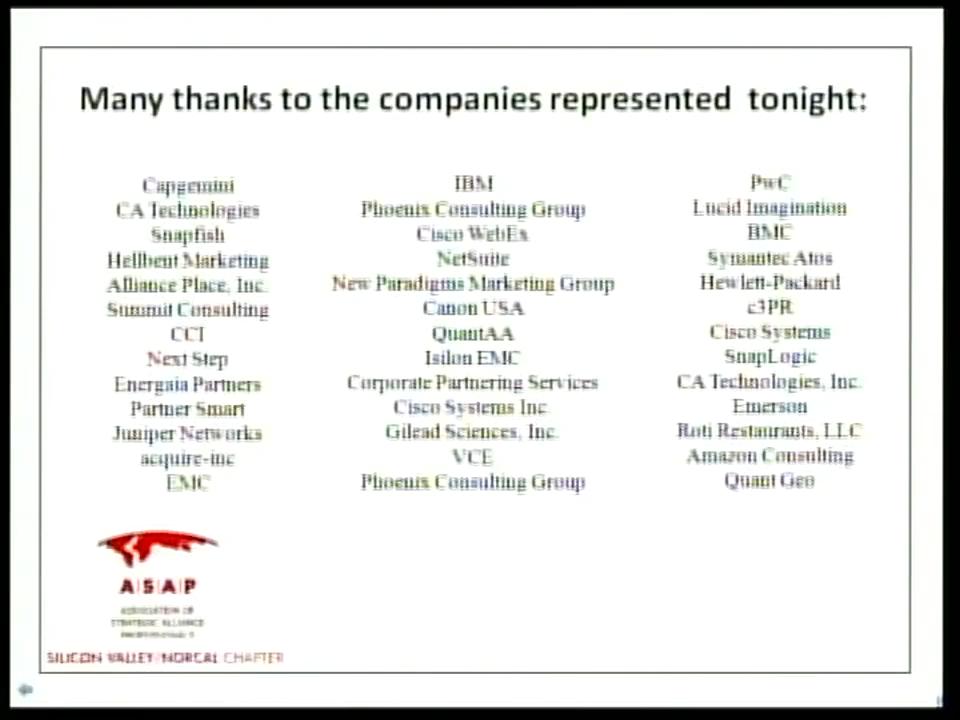 Many thanks to the companies represented tonight:
Capgemini
CA Technologies
Snapfish
Hellbent Marketing
Alliance Place, Inc.
Summit Consulting
CCI
Next Step
Energaia Partners
Partner Smart
Juniper Networks
acquire-inc
EMC
IBM
Phoenix Consulting Group
Cisco WebEx
NetSuite
New Paradigms Marketing Group
Canon USA
QuantAA
Isilon EMC
Corporate Partnering Services
Cisco Systems Inc.
Gilead Sciences, Inc.
VCE
Phoenix Consulting Group
PwC
Lucid Imagination
BMC
Symantec Atos
Hewlett-Packard
c3PR
Cisco Systems
SnapLogic
CA Technologies, Inc.
Emerson
Roti Restaurants, LLC
Amazon Consulting
Quant Geo
A|S|A|P
ASSOCIATION OF
STRATEGIC ALLIANCE
SILICON VALLEY/NORCAL CHAPTER